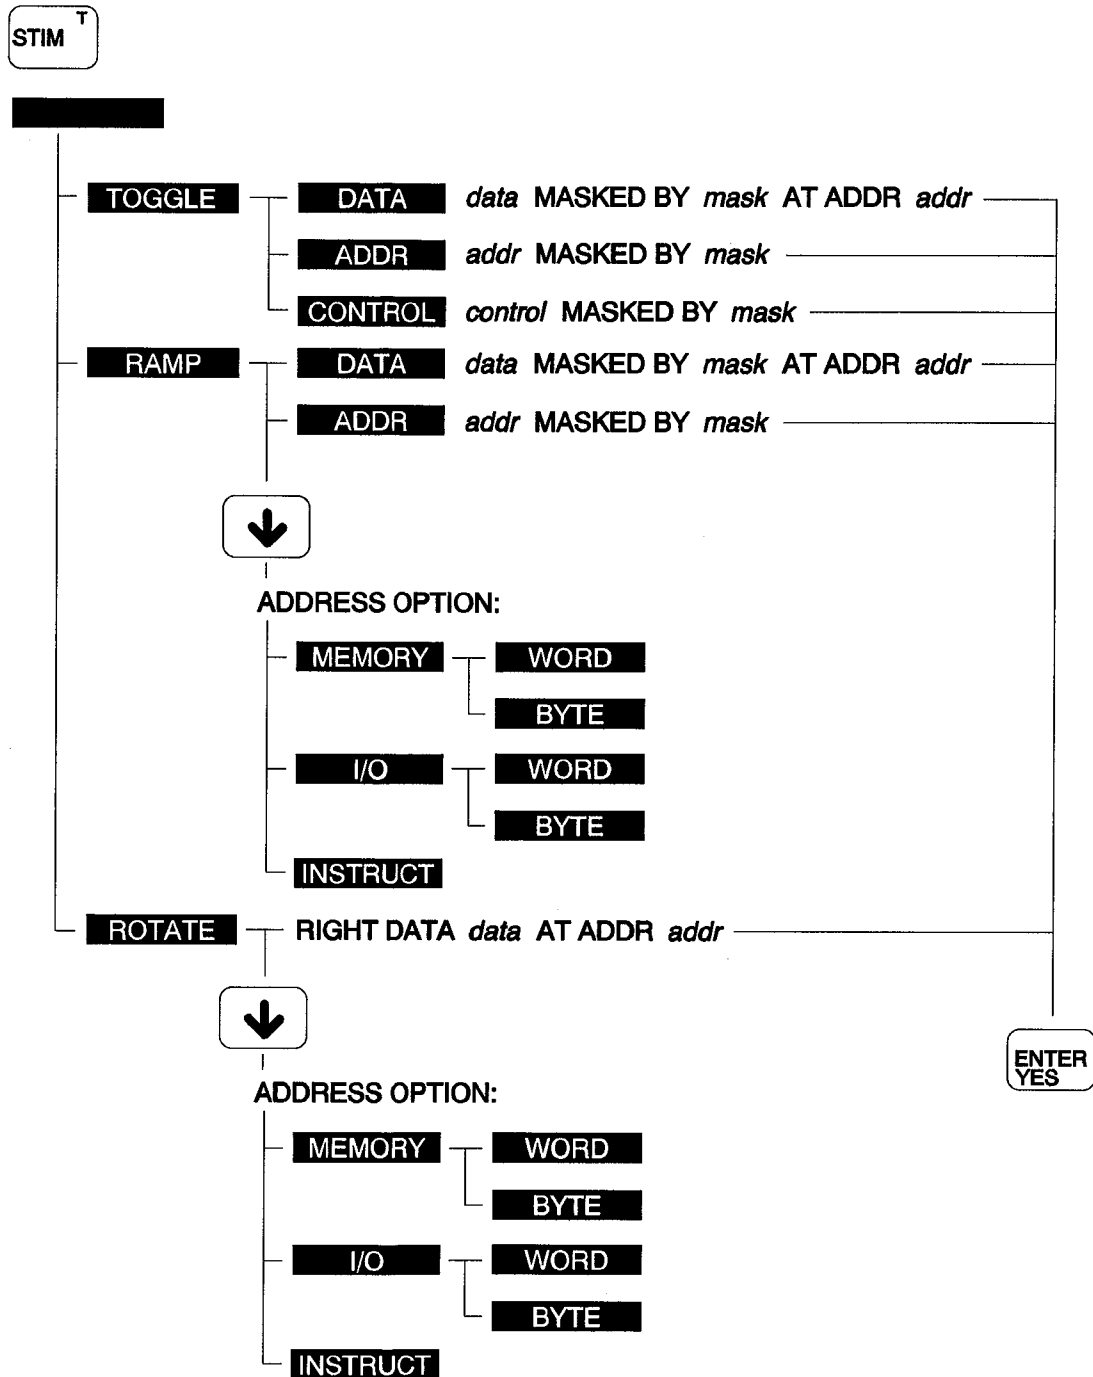 STIM T
TOGGLE DATA data MASKED BY mask AT ADDR addr
ADDR addr MASKED BY mask
CONTROL control MASKED BY mask
RAMP DATA data MASKED BY mask AT ADDR addr
ADDR addr MASKED BY mask
ADDRESS OPTION:
MEMORY WORD
BYTE
I/O WORD
BYTE
INSTRUCT
ROTATE RIGHT DATA data AT ADDR addr
ENTER
YES
ADDRESS OPTION:
MEMORY WORD
BYTE
I/O WORD
BYTE
INSTRUCT